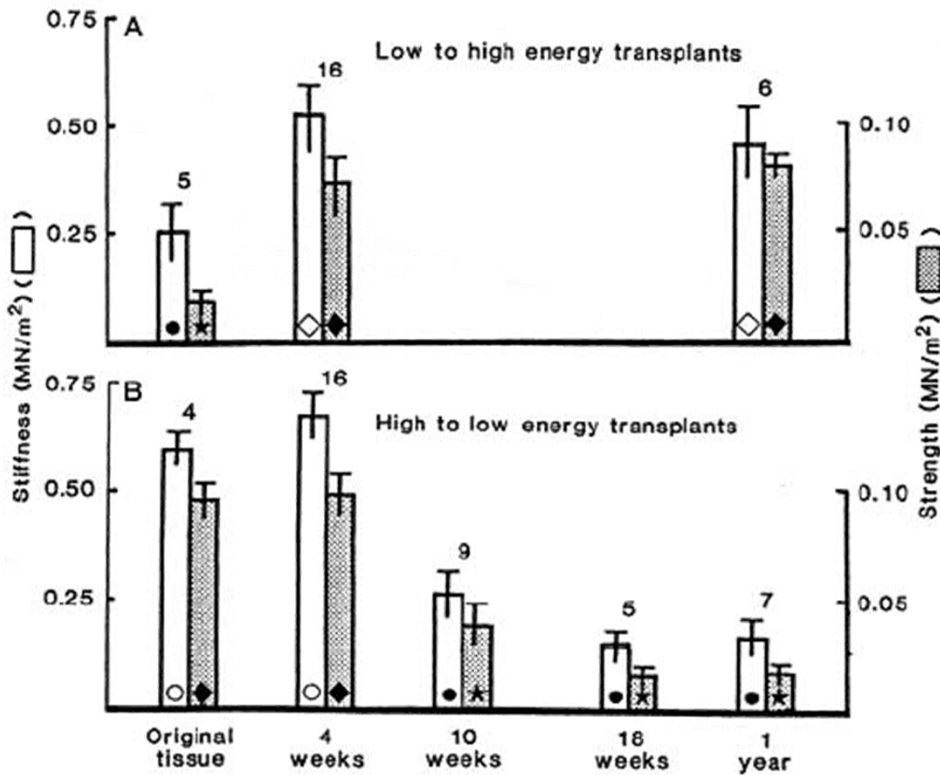 A
Low to high energy transplants
0.75
0.50
0.25
5
16
6
0.10
0.05
B
High to low energy transplants
0.75
0.50
0.25
4
16
9
5
7
0.10
0.05
Stiffness (MN/m²) ( )
Strength (MN/m²) ( )
Original
tissue
4
weeks
10
weeks
18
weeks
1
year